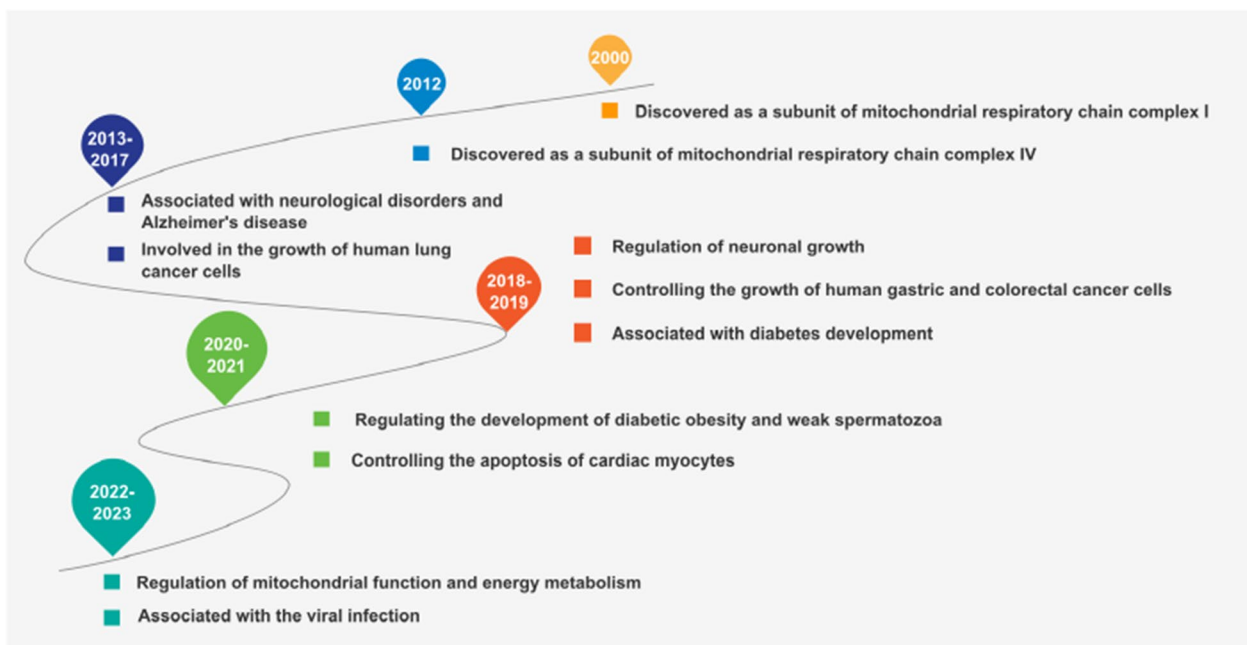 2000
Discovered as a subunit of mitochondrial respiratory chain complex I
2012
Discovered as a subunit of mitochondrial respiratory chain complex IV
2013-
2017
Associated with neurological disorders and
Alzheimer's disease
Involved in the growth of human lung
cancer cells
2018-
2019
Regulation of neuronal growth
Controlling the growth of human gastric and colorectal cancer cells
Associated with diabetes development
2020-
2021
Regulating the development of diabetic obesity and weak spermatozoa
Controlling the apoptosis of cardiac myocytes
2022-
2023
Regulation of mitochondrial function and energy metabolism
Associated with the viral infection